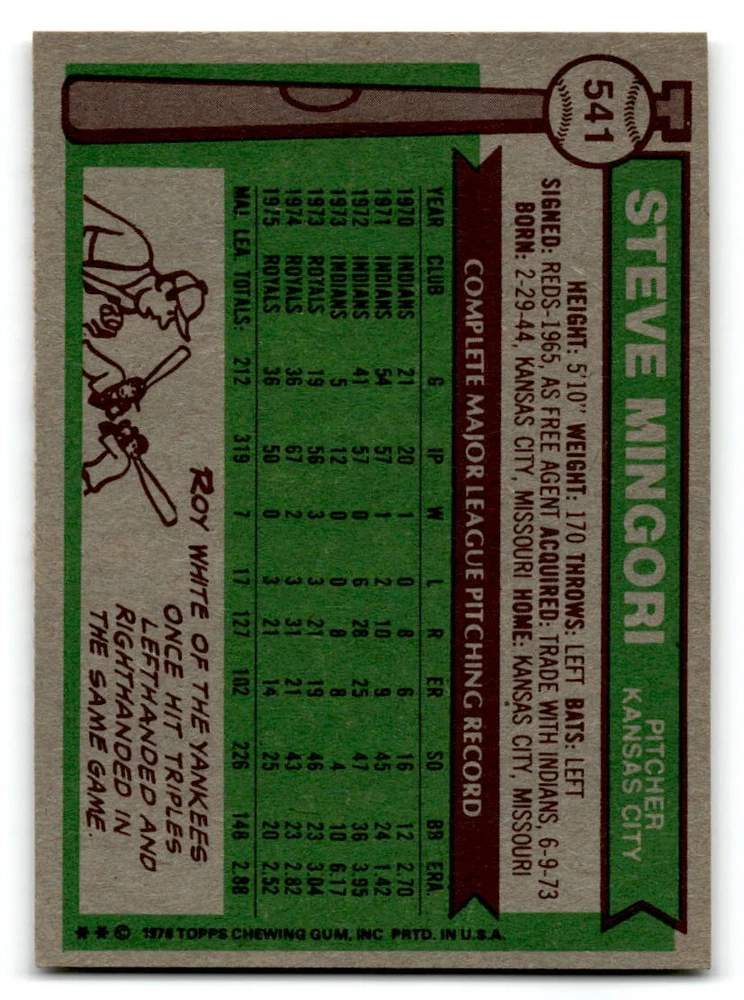 541
STEVE MINGORI
PITCHER
KANSAS CITY
HEIGHT: 5'10" WEIGHT: 170 THROWS: LEFT BATS: LEFT
SIGNED: REDS-1965, AS FREE AGENT ACQUIRED: TRADE WITH INDIANS, 6-9-73
BORN: 2-29-44, KANSAS CITY, MISSOURI HOME: KANSAS CITY, MISSOURI
COMPLETE MAJOR LEAGUE PITCHING RECORD
YEAR CLUB G IP W L R ER SO BB ERA
1970 INDIANS 21 20 1 0 8 6 16 12 2.70
1971 INDIANS 54 57 1 2 10 9 45 24 1.42
1972 INDIANS 41 57 0 6 28 25 47 36 3.95
1973 INDIANS 5 12 0 0 8 8 4 10 6.17
1973 ROYALS 19 56 3 3 21 19 46 23 3.04
1974 ROYALS 36 67 2 3 31 21 43 23 2.82
1975 ROYALS 36 50 0 3 21 14 25 20 2.52
MAJ. LEA. TOTALS: 212 319 7 17 127 102 226 148 2.88
ROY WHITE OF THE YANKEES
ONCE HIT TRIPLES
LEFTHANDED AND
RIGHTHANDED IN
THE SAME GAME.
** © 1976 TOPPS CHEWING GUM, INC PRTD. IN U.S.A.